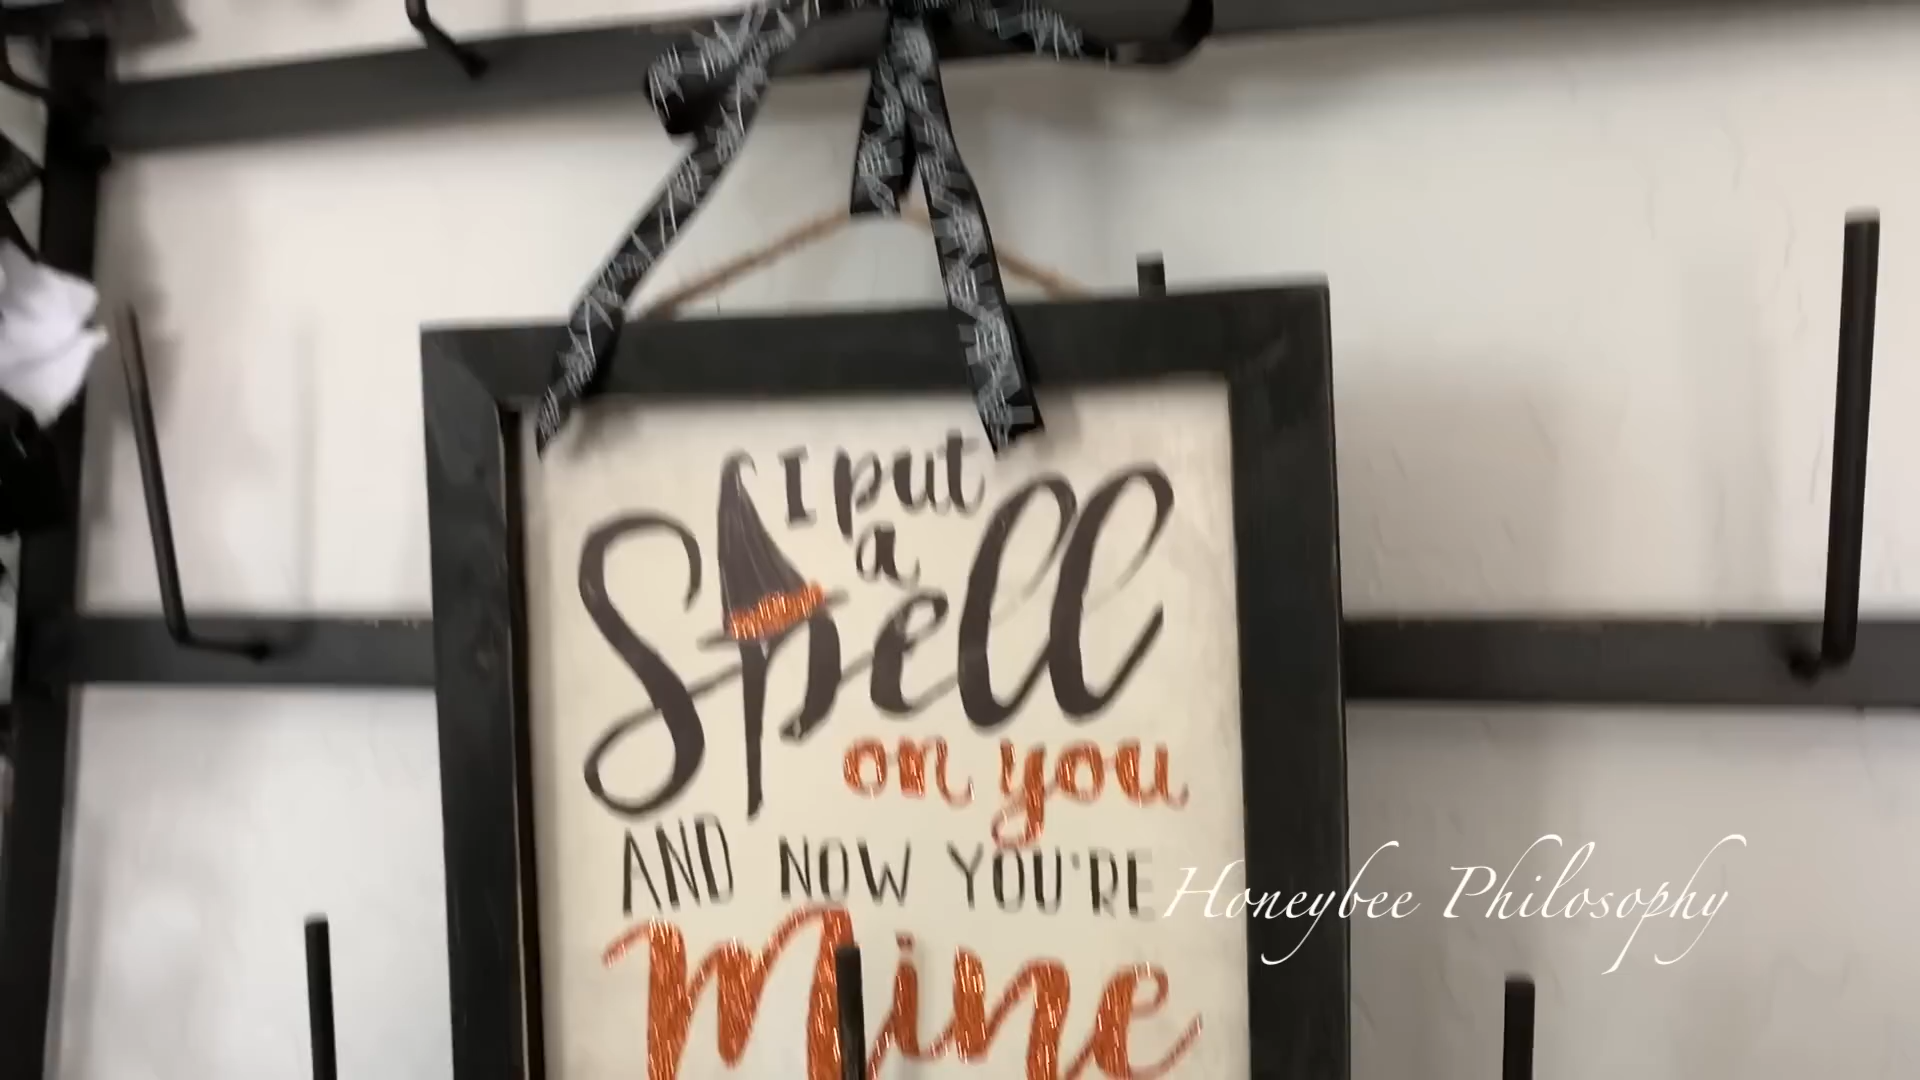 I put
a
Spell
on you
AND NOW YOU'RE
Mine
Honeybee Philosophy